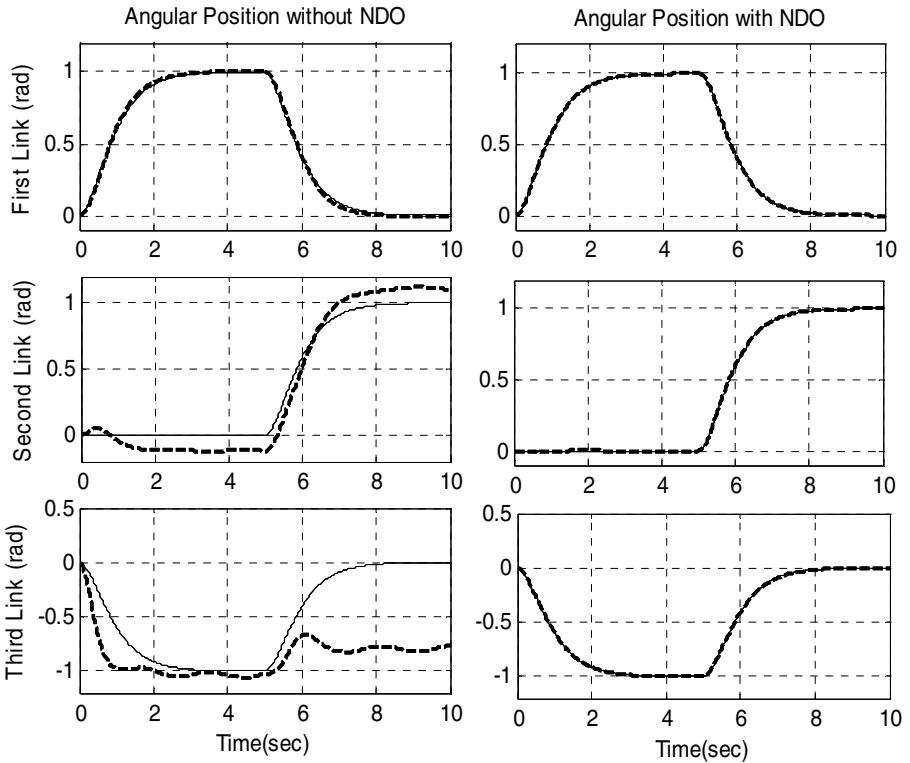 Angular Position without NDO
Angular Position with NDO
First Link (rad)
1
0.5
0
0 2 4 6 8 10
1
0.5
0
0 2 4 6 8 10
Second Link (rad)
1
0.5
0
0 2 4 6 8 10
1
0.5
0
0 2 4 6 8 10
Third Link (rad)
0.5
0
-0.5
-1
0 2 4 6 8 10
Time(sec)
0.5
0
-0.5
-1
0 2 4 6 8 10
Time(sec)